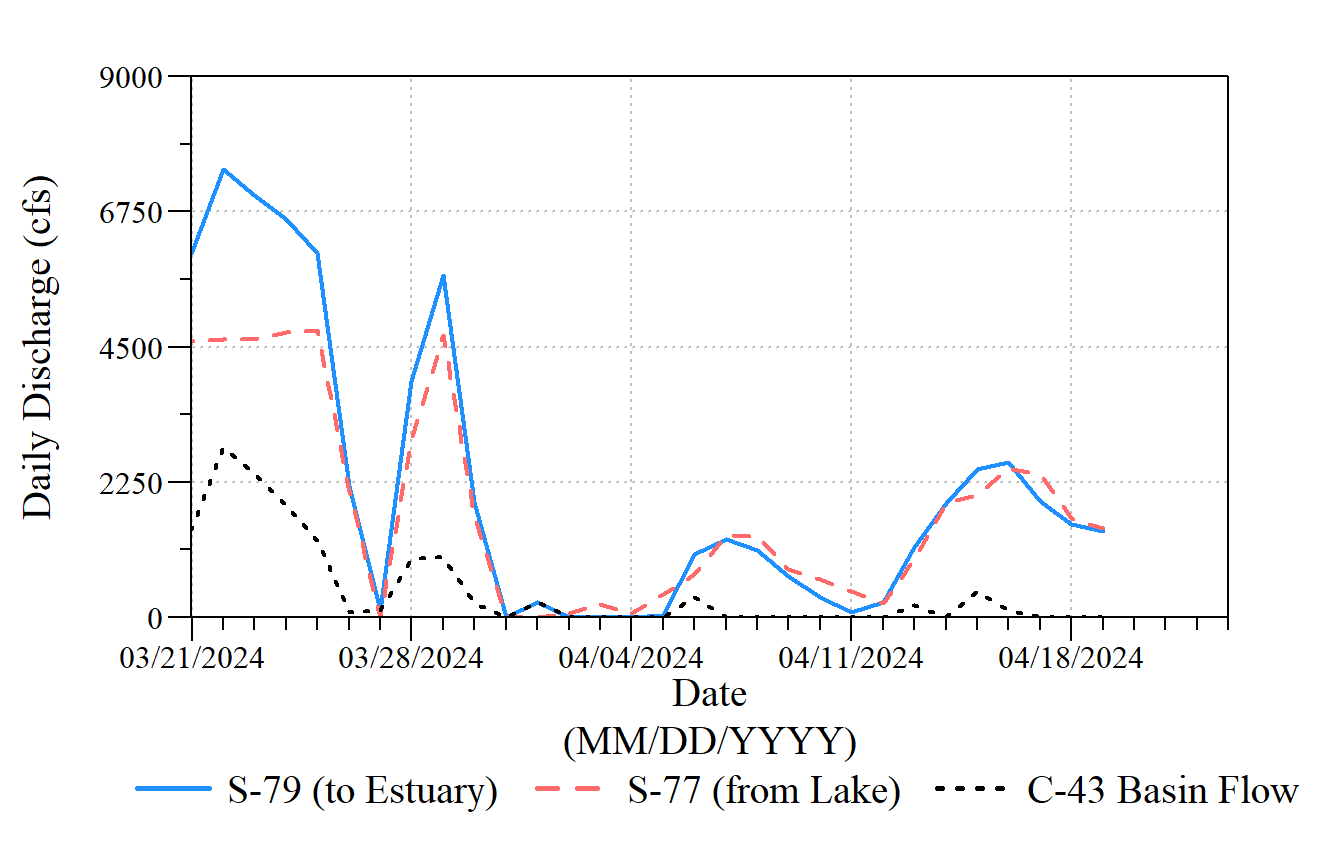 9000
6750
4500
2250
0
Daily Discharge (cfs)
03/21/2024 03/28/2024 04/04/2024 04/11/2024 04/18/2024
Date
(MM/DD/YYYY)
S-79 (to Estuary) S-77 (from Lake) C-43 Basin Flow